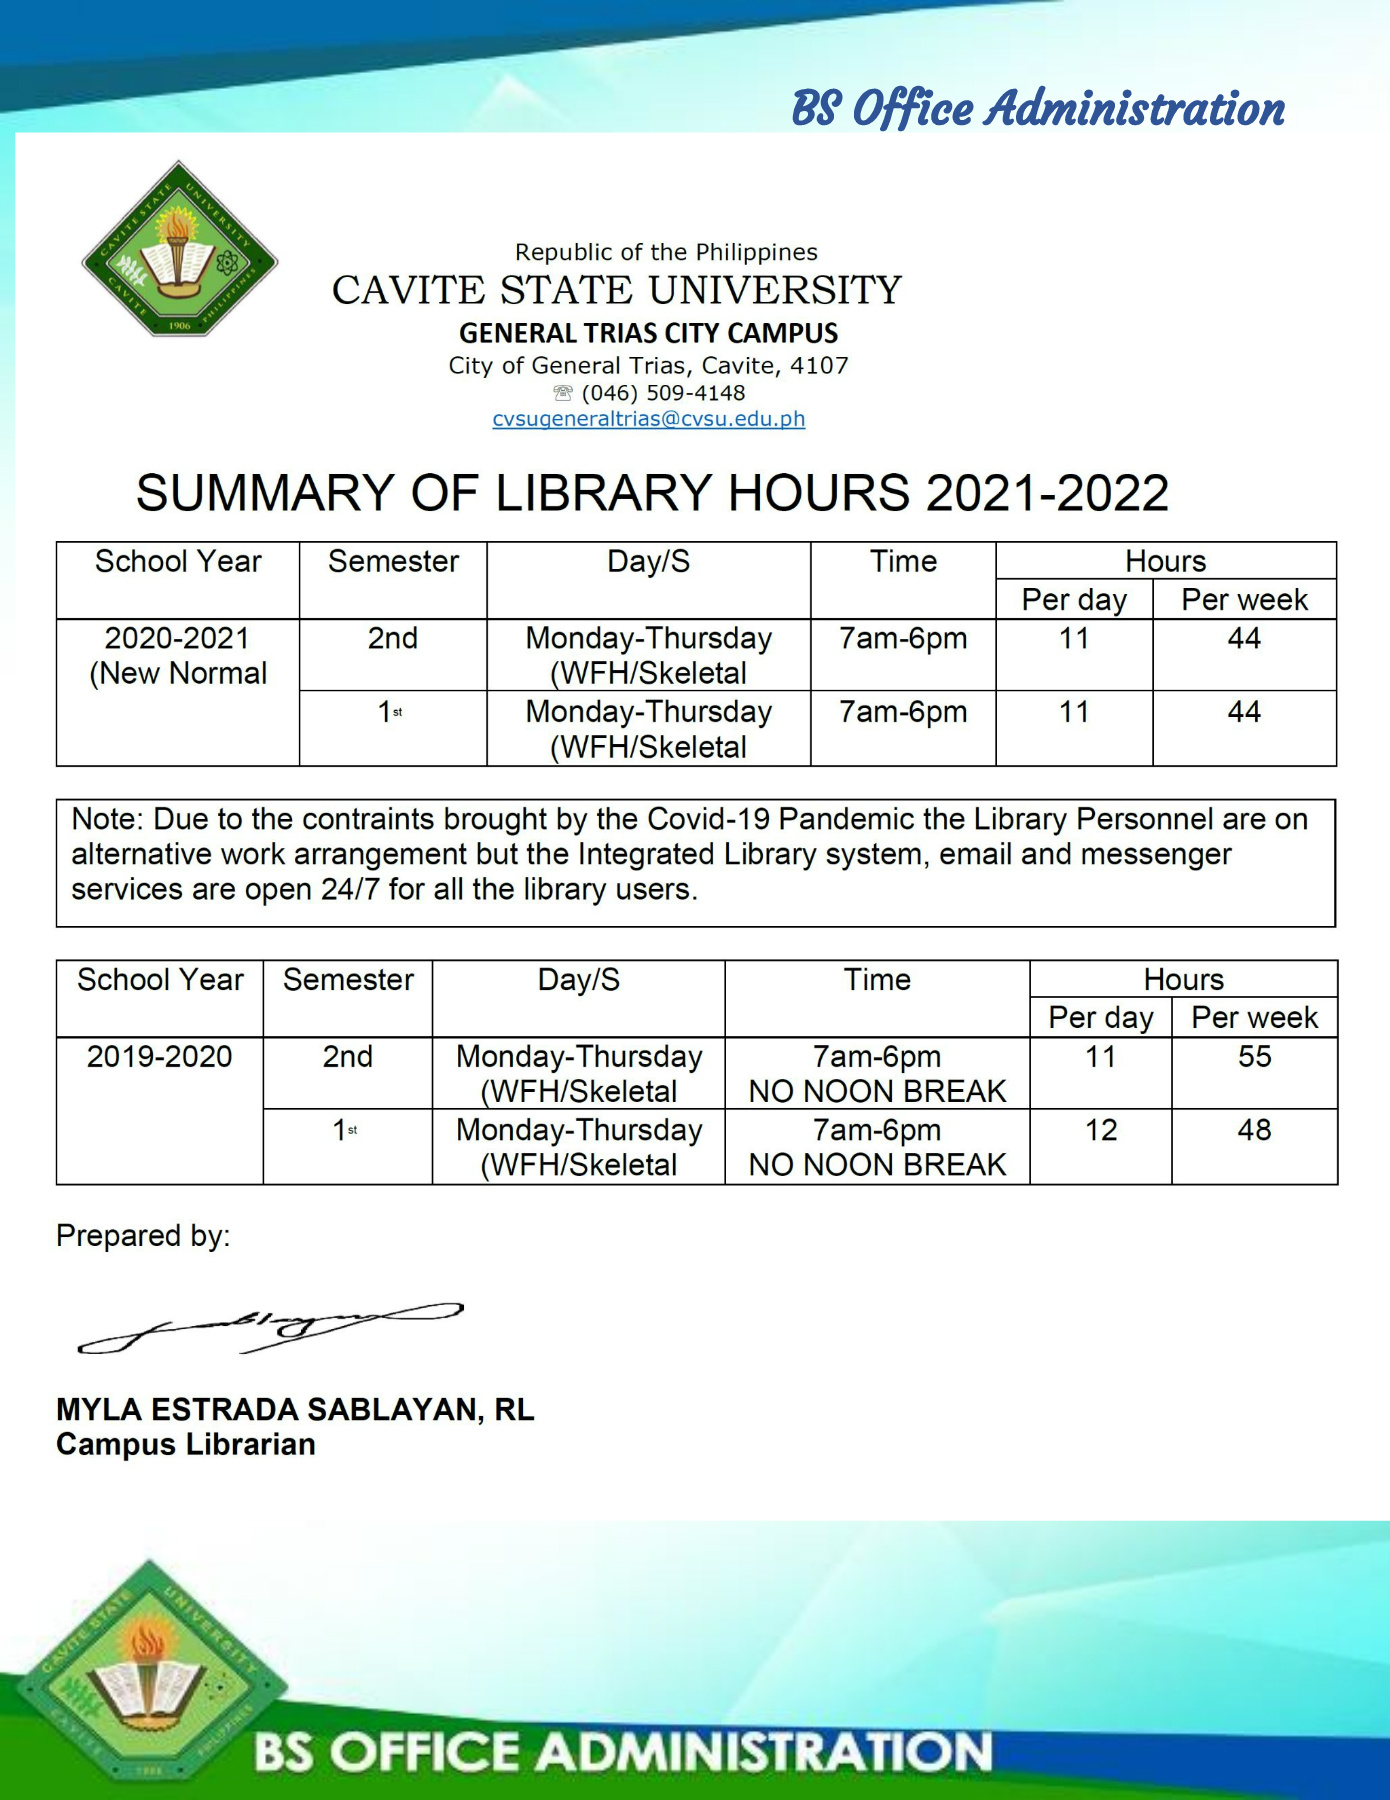 BS Office Administration
CAVITE STATE UNIVERSITY
CAVITE PHILIPPINES
1906
Republic of the Philippines
CAVITE STATE UNIVERSITY
GENERAL TRIAS CITY CAMPUS
City of General Trias, Cavite, 4107
☏ (046) 509-4148
cvsugeneraltrias@cvsu.edu.ph
SUMMARY OF LIBRARY HOURS 2021-2022
School Year Semester Day/S Time Hours
Per day Per week
2020-2021 2nd Monday-Thursday 7am-6pm 11 44
(New Normal (WFH/Skeletal
1st Monday-Thursday 7am-6pm 11 44
(WFH/Skeletal
Note: Due to the contraints brought by the Covid-19 Pandemic the Library Personnel are on
alternative work arrangement but the Integrated Library system, email and messenger
services are open 24/7 for all the library users.
School Year Semester Day/S Time Hours
Per day Per week
2019-2020 2nd Monday-Thursday 7am-6pm 11 55
(WFH/Skeletal NO NOON BREAK
1st Monday-Thursday 7am-6pm 12 48
(WFH/Skeletal NO NOON BREAK
Prepared by:
MYLA ESTRADA SABLAYAN, RL
Campus Librarian
CAVITE STATE UNIVERSITY
CAVITE PHILIPPINES
BS OFFICE ADMINISTRATION